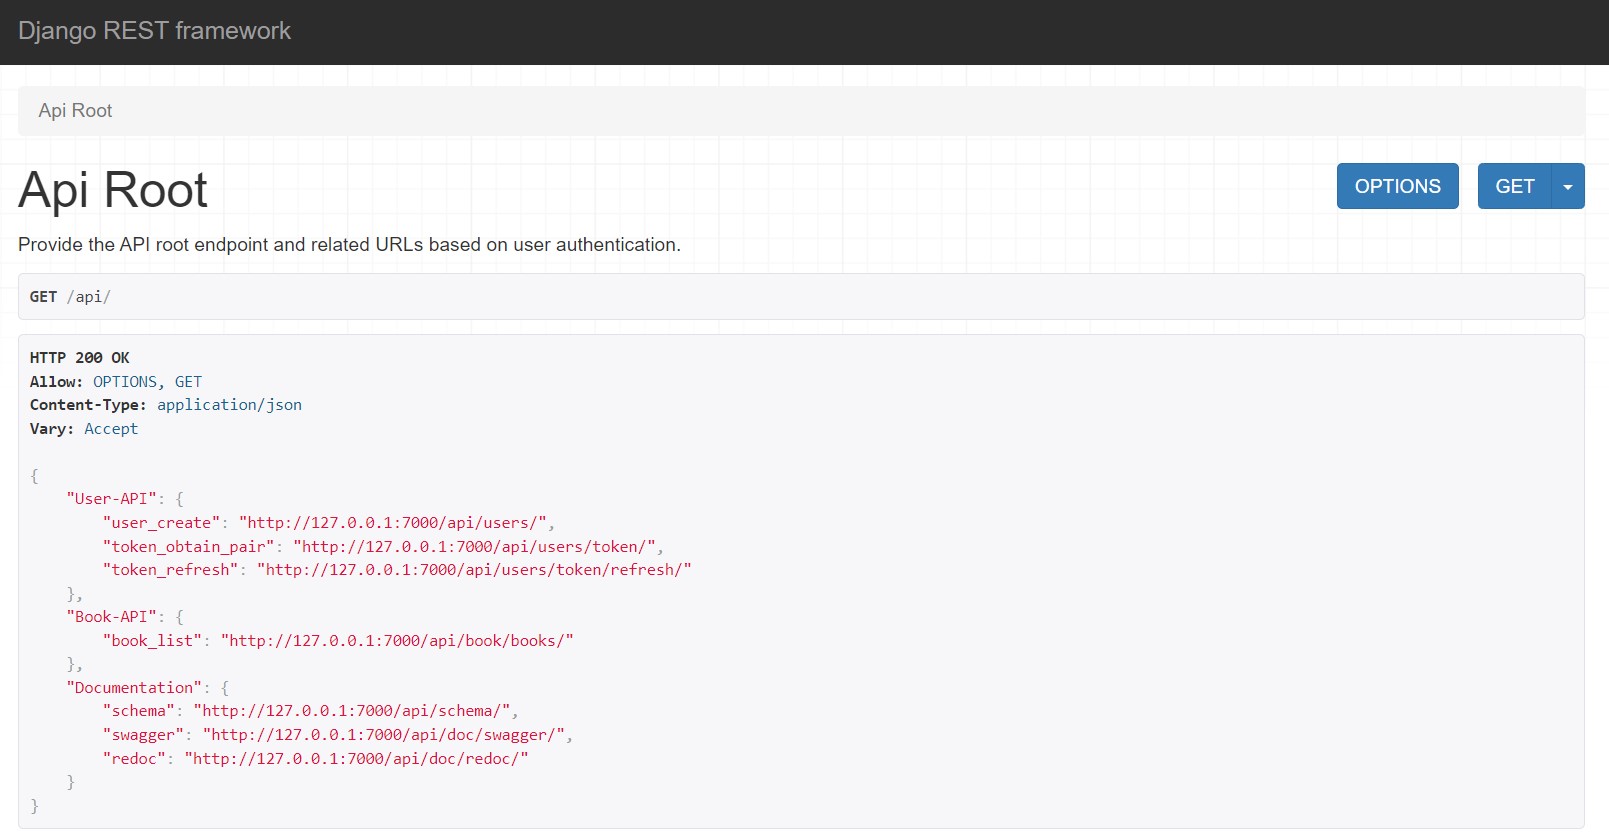 Django REST framework
Api Root
Api Root
OPTIONS
GET
Provide the API root endpoint and related URLs based on user authentication.
GET /api/
HTTP 200 OK
Allow: OPTIONS, GET
Content-Type: application/json
Vary: Accept
{
    "User-API": {
        "user_create": "http://127.0.0.1:7000/api/users/",
        "token_obtain_pair": "http://127.0.0.1:7000/api/users/token/",
        "token_refresh": "http://127.0.0.1:7000/api/users/token/refresh/"
    },
    "Book-API": {
        "book_list": "http://127.0.0.1:7000/api/book/books/"
    },
    "Documentation": {
        "schema": "http://127.0.0.1:7000/api/schema/",
        "swagger": "http://127.0.0.1:7000/api/doc/swagger/",
        "redoc": "http://127.0.0.1:7000/api/doc/redoc/"
    }
}